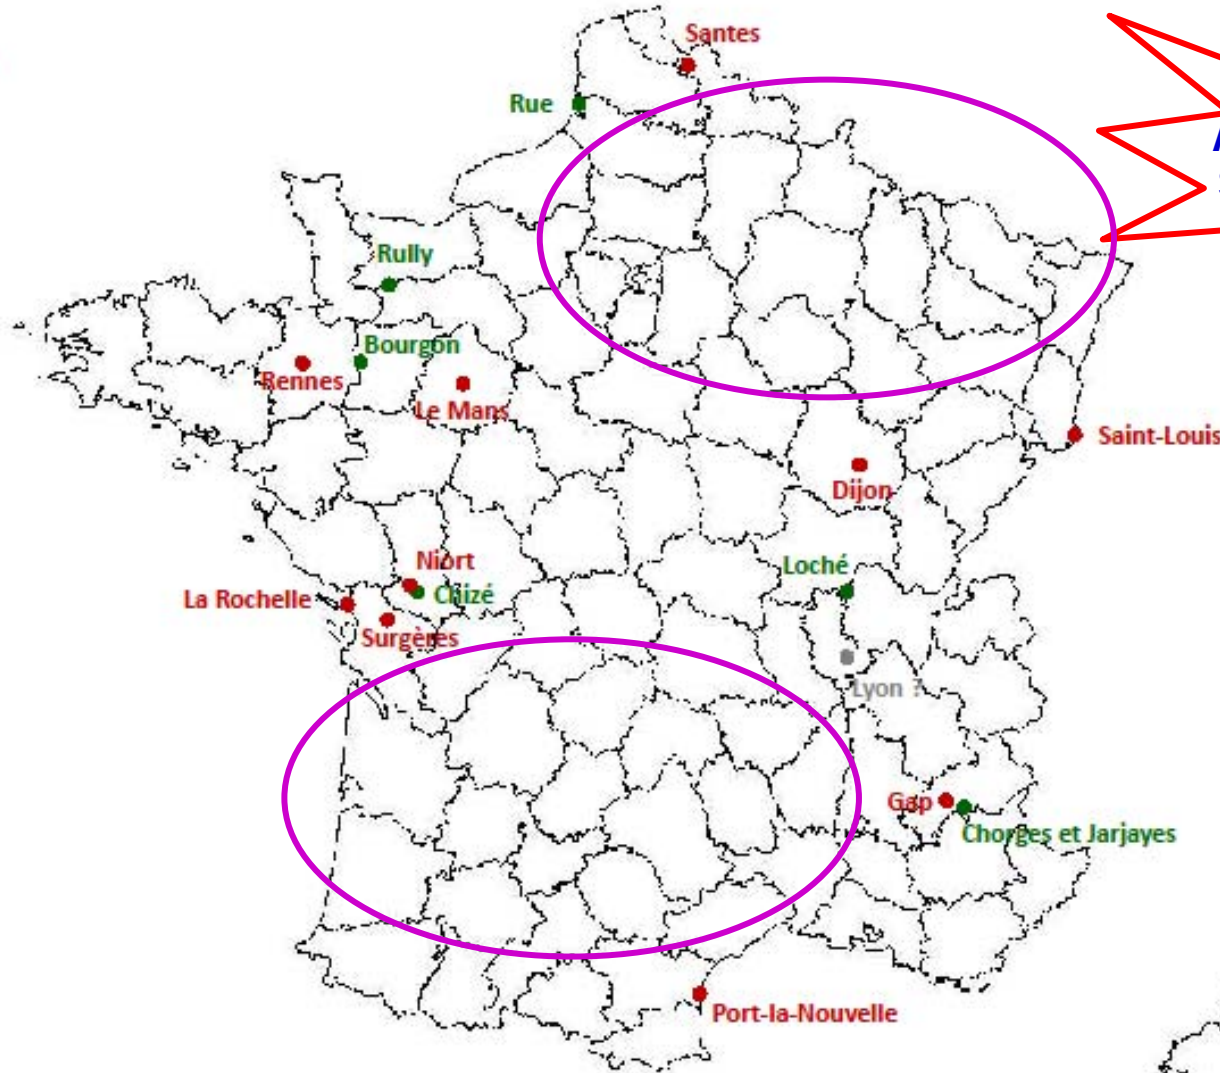 Santes
Rue
Rully
Bourgon
Rennes
Le Mans
Saint-Louis
Dijon
Niort
Loché
Chizé
La Rochelle
Surgères
Lyon ?
Gap
Chorges et Jarjayes
Port-la-Nouvelle